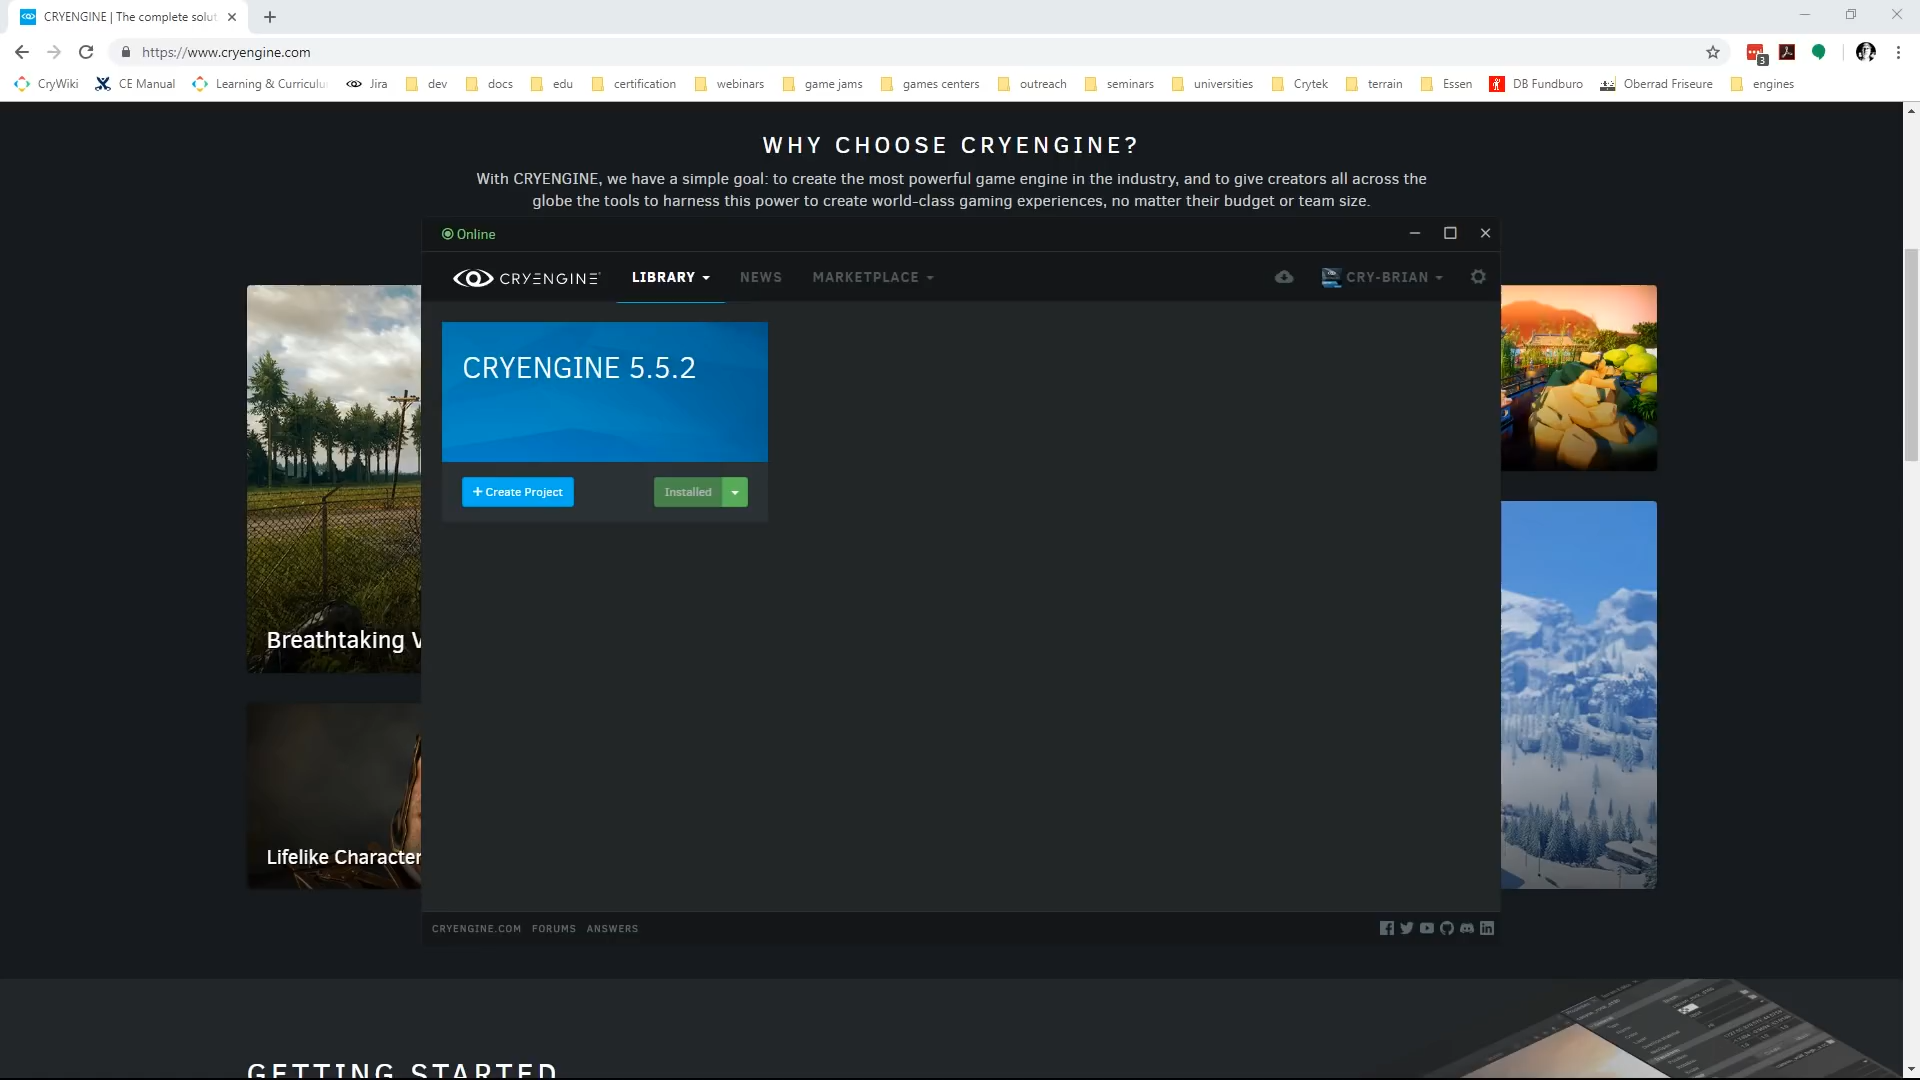 CRYENGINE | The complete solut
https://www.cryengine.com
3
CryWiki CE Manual Learning & Curriculu Jira dev docs edu certification webinars game jams games centers outreach seminars universities Crytek terrain Essen DB Fundburo Oberrad Friseure engines
WHY CHOOSE CRYENGINE?
With CRYENGINE, we have a simple goal: to create the most powerful game engine in the industry, and to give creators all across the
globe the tools to harness this power to create world-class gaming experiences, no matter their budget or team size.
Online
CRYENGINE LIBRARY NEWS MARKETPLACE CRY-BRIAN
CRYENGINE 5.5.2
+ Create Project Installed
Breathtaking V
Lifelike Character
CRYENGINE.COM FORUMS ANSWERS
GETTING STARTED